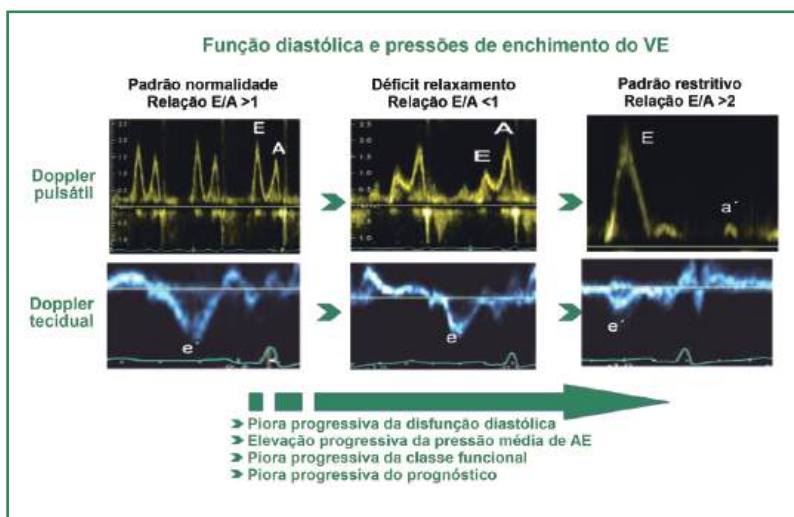 Função diastólica e pressões de enchimento do VE
Padrão normalidade
Relação E/A >1
Déficit relaxamento
Relação E/A <1
Padrão restritivo
Relação E/A >2
Doppler
pulsátil
E
A
E
A
E
a´
Doppler
tecidual
e´
e´
e´
Piora progressiva da disfunção diastólica
Elevação progressiva da pressão média de AE
Piora progressiva da classe funcional
Piora progressiva do prognóstico